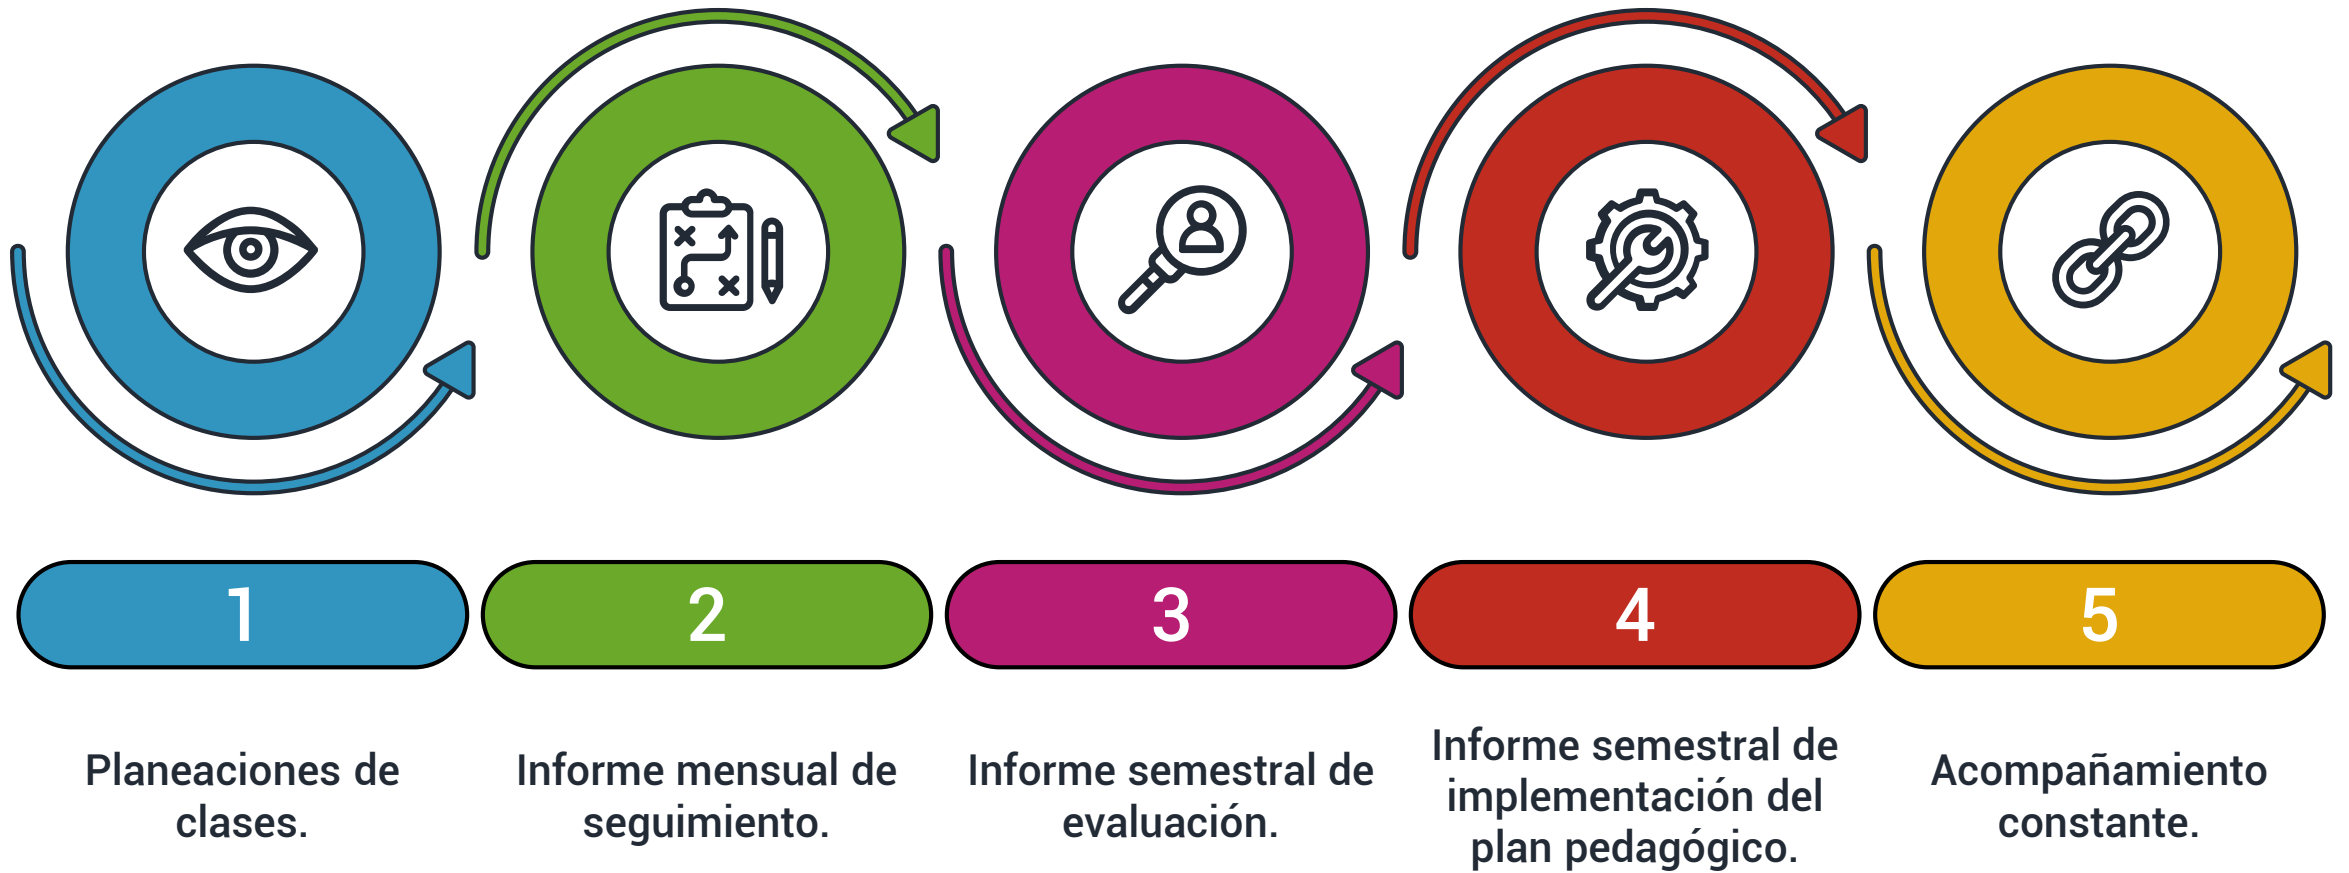 1
Planeaciones de
clases.
2
Informe mensual de
seguimiento.
3
Informe semestral de
evaluación.
4
Informe semestral de
implementación del
plan pedagógico.
5
Acompañamiento
constante.